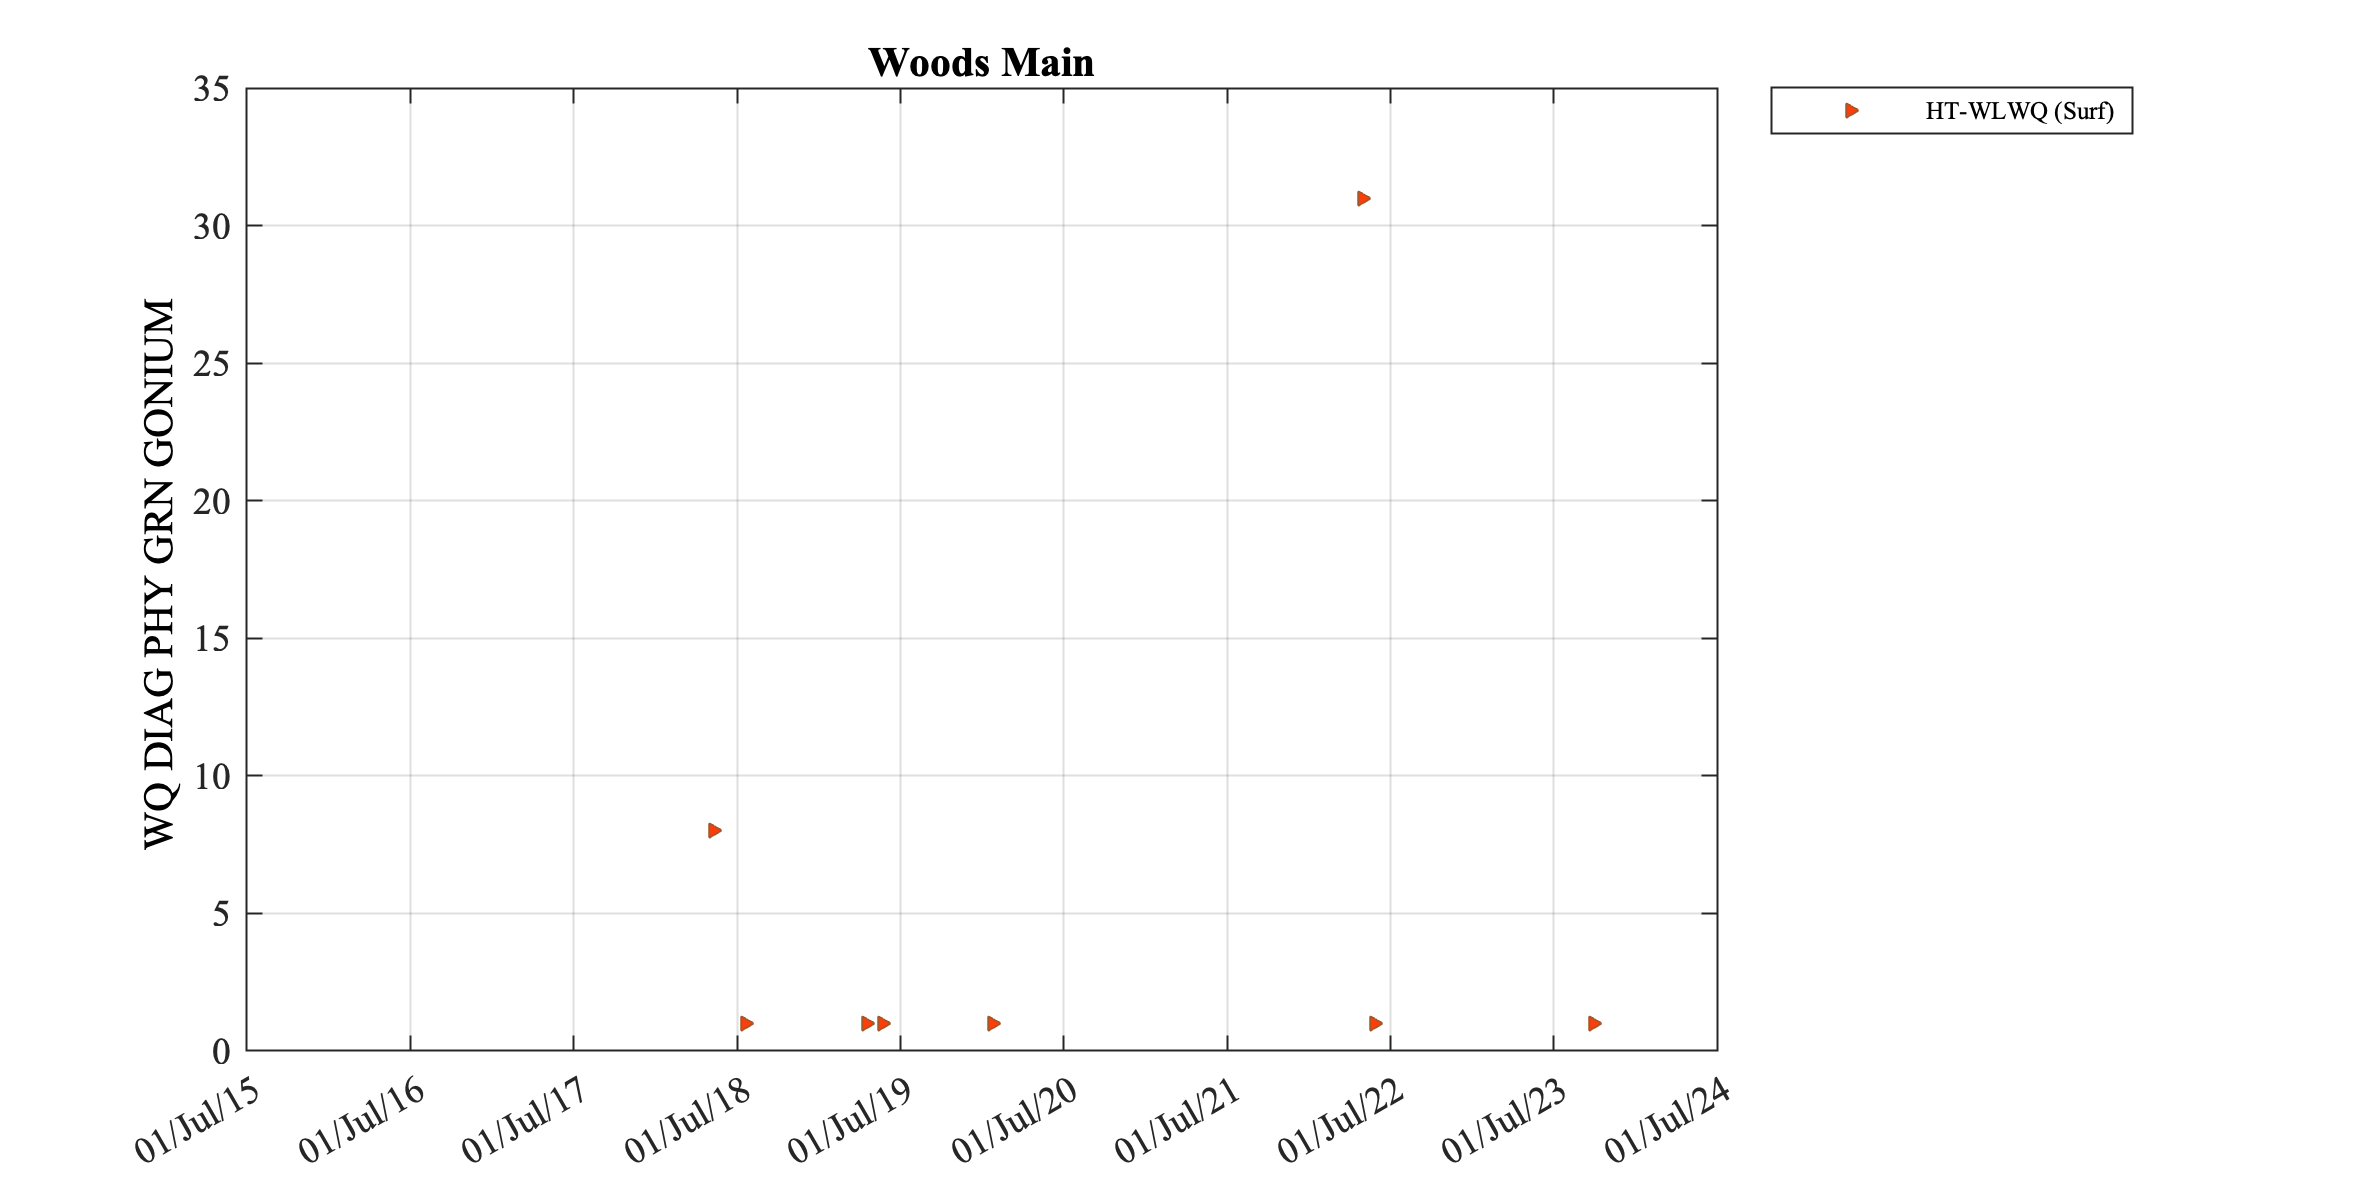 Woods Main
HT-WLWQ (Surf)
WQ DIAG PHY GRN GONIUM
35
30
25
20
15
10
5
0
01/Jul/15
01/Jul/16
01/Jul/17
01/Jul/18
01/Jul/19
01/Jul/20
01/Jul/21
01/Jul/22
01/Jul/23
01/Jul/24